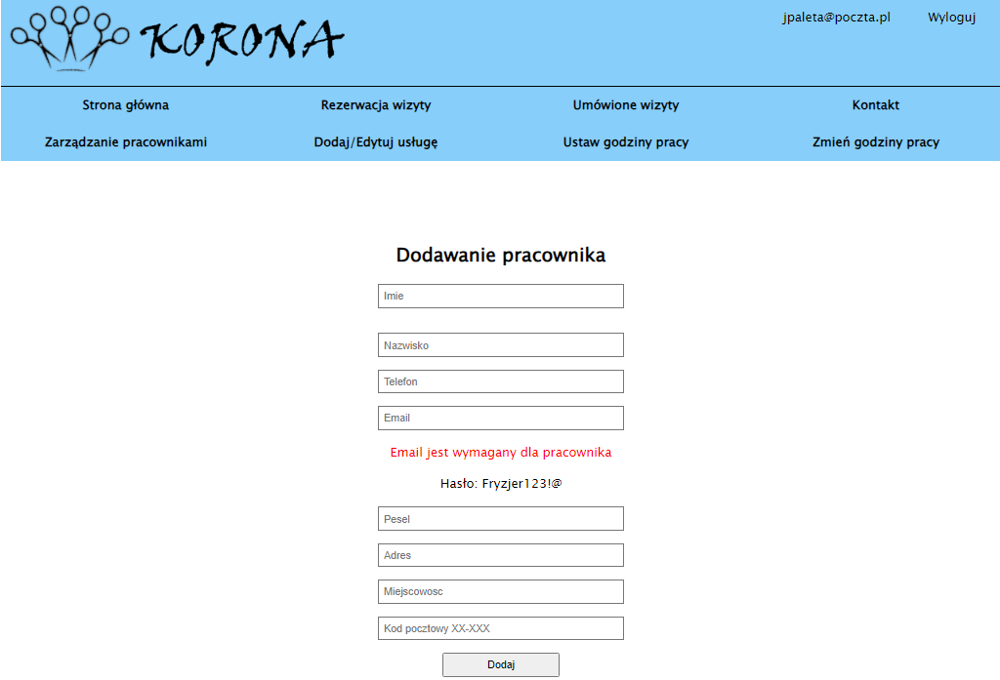 KORONA
jpaleta@poczta.pl Wyloguj
Strona główna Rezerwacja wizyty Umówione wizyty Kontakt
Zarządzanie pracownikami Dodaj/Edytuj usługę Ustaw godziny pracy Zmień godziny pracy
Dodawanie pracownika
Imie
Nazwisko
Telefon
Email
Email jest wymagany dla pracownika
Hasło: Fryzjer123!@
Pesel
Adres
Miejscowosc
Kod pocztowy XX-XXX
Dodaj